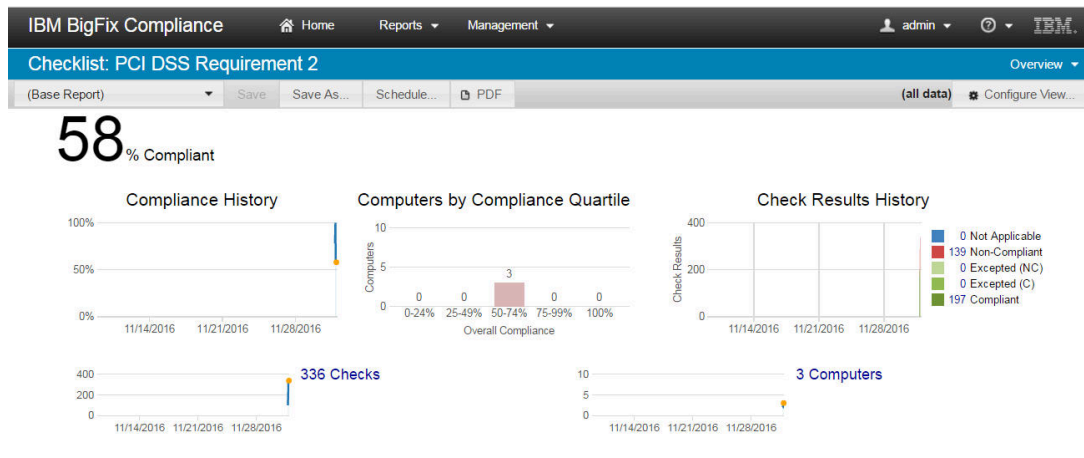 IBM BigFix Compliance Home Reports Management admin IBM
Checklist: PCI DSS Requirement 2 Overview
(Base Report) Save Save As... Schedule... PDF (all data) Configure View...
58 % Compliant
Compliance History
100%
50%
0%
11/14/2016 11/21/2016 11/28/2016
Computers by Compliance Quartile
Computers
10
5
0
0 0 3 0 0
0-24% 25-49% 50-74% 75-99% 100%
Overall Compliance
Check Results History
Check Results
400
200
0
11/14/2016 11/21/2016 11/28/2016
0 Not Applicable
139 Non-Compliant
0 Excepted (NC)
0 Excepted (C)
197 Compliant
400
200
0
11/14/2016 11/21/2016 11/28/2016
336 Checks
10
5
0
11/14/2016 11/21/2016 11/28/2016
3 Computers